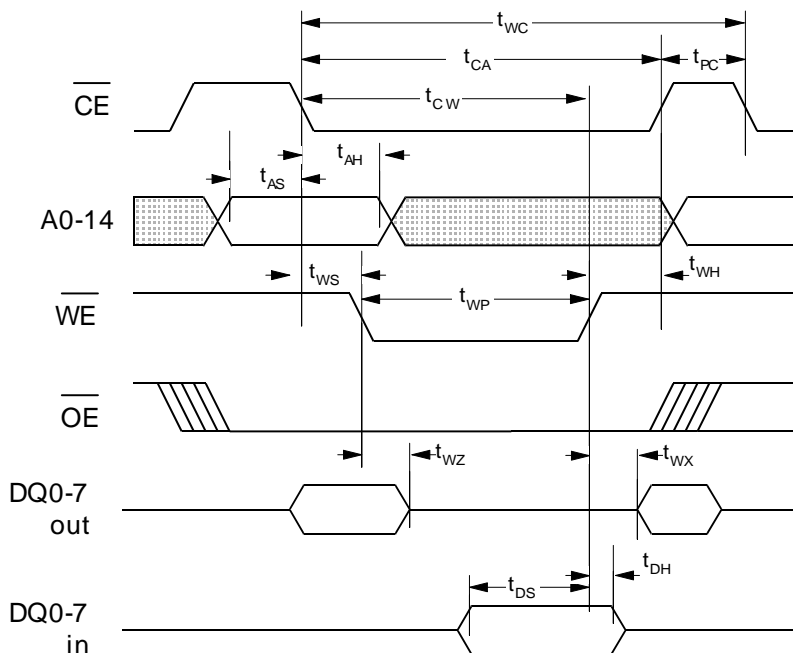 tWC
tCA
tPC
tCW
CE
tAH
tAS
A0-14
tWS
tWH
tWP
WE
OE
tWZ
tWX
DQ0-7
out
tDH
tDS
DQ0-7
in